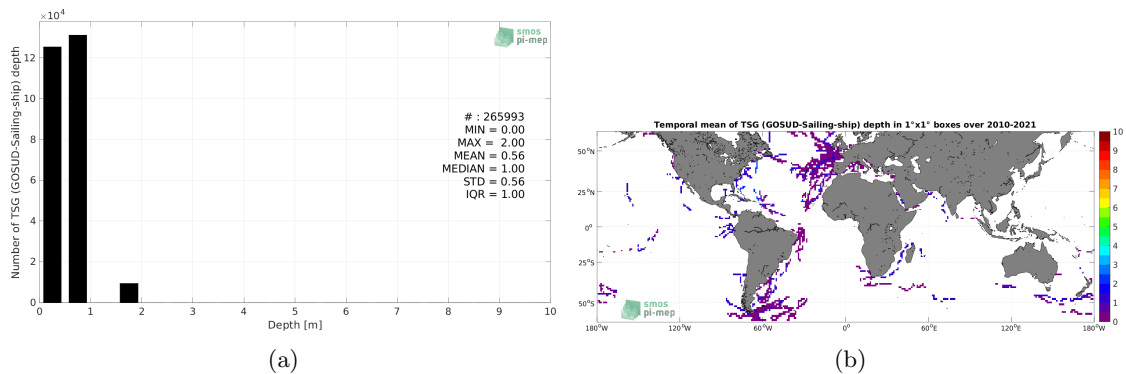 ×10⁴
smos
pi-mep
12
10
8
6
4
2
0
Number of TSG (GOSUD-Sailing-ship) depth
# : 265993
MIN = 0.00
MAX = 2.00
MEAN = 0.56
MEDIAN = 1.00
STD = 0.56
IQR = 1.00
0 1 2 3 4 5 6 7 8 9 10
Depth [m]
(a)
Temporal mean of TSG (GOSUD-Sailing-ship) depth in 1°x1° boxes over 2010-2021
50°N
25°N
0°
25°S
50°S
smos
pi-mep
180°W 120°W 60°W 0° 60°E 120°E 180°E
10
9
8
7
6
5
4
3
2
1
0
(b)